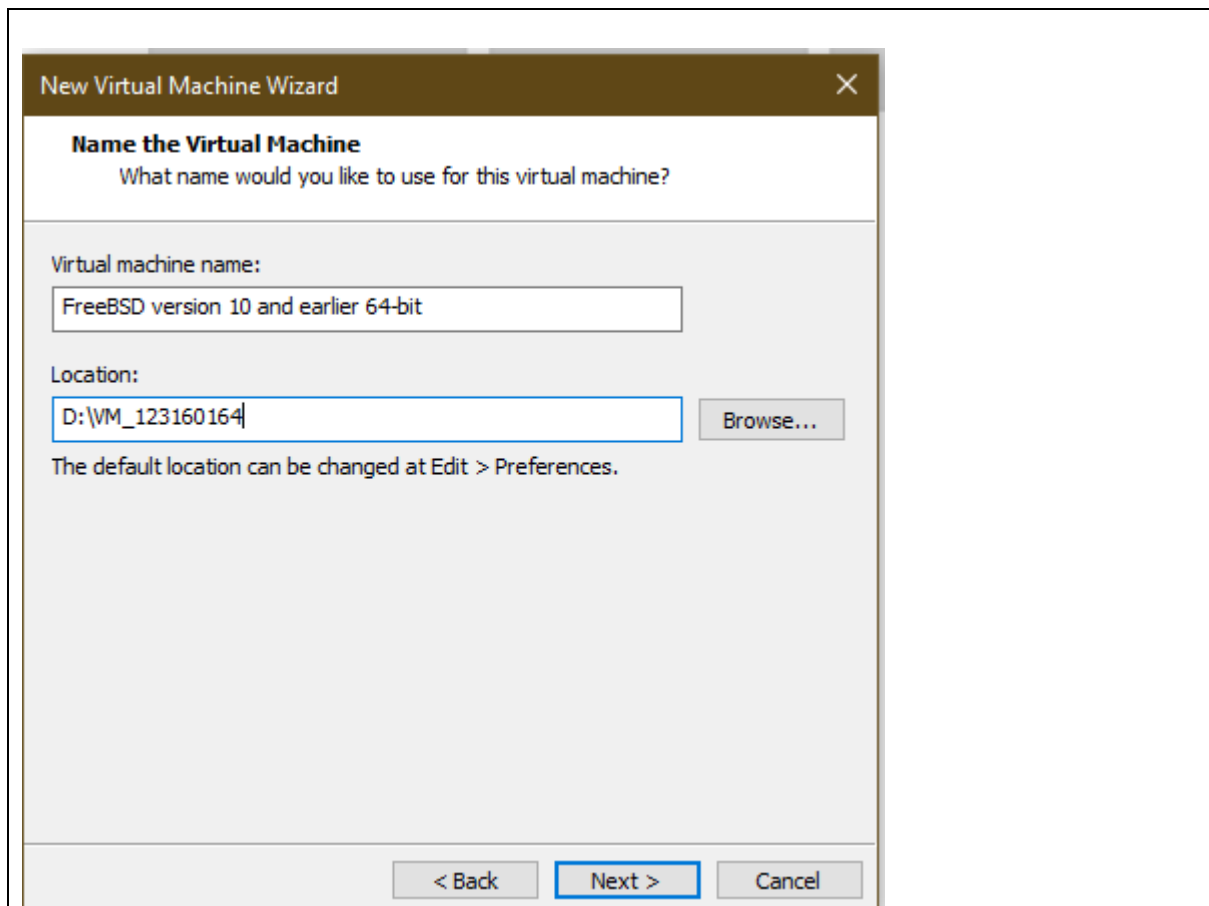 New Virtual Machine Wizard
Name the Virtual Machine
What name would you like to use for this virtual machine?
Virtual machine name:
FreeBSD version 10 and earlier 64-bit
Location:
D:\VM_123160164
Browse...
The default location can be changed at Edit > Preferences.
< Back Next > Cancel